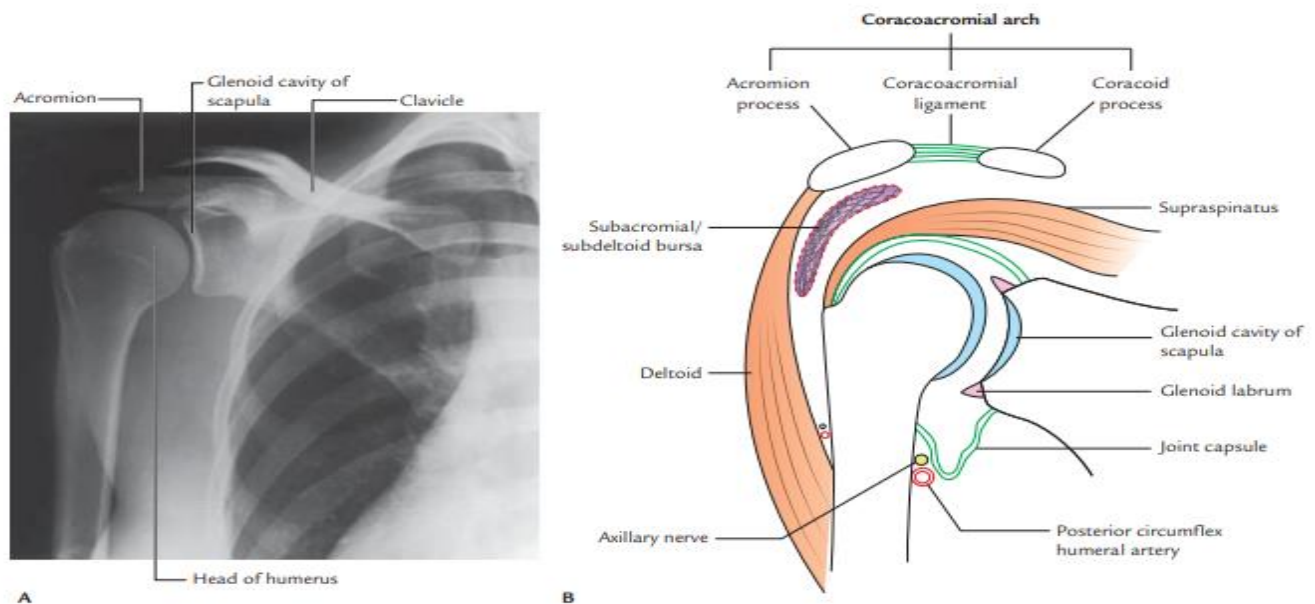 Acromion
Glenoid cavity of
scapula
Clavicle
Head of humerus
A
Coracoacromial arch
Acromion
process
Coracoacromial
ligament
Coracoid
process
Subacromial/
subdeltoid bursa
Supraspinatus
Deltoid
Glenoid cavity of
scapula
Glenoid labrum
Joint capsule
Axillary nerve
Posterior circumflex
humeral artery
B